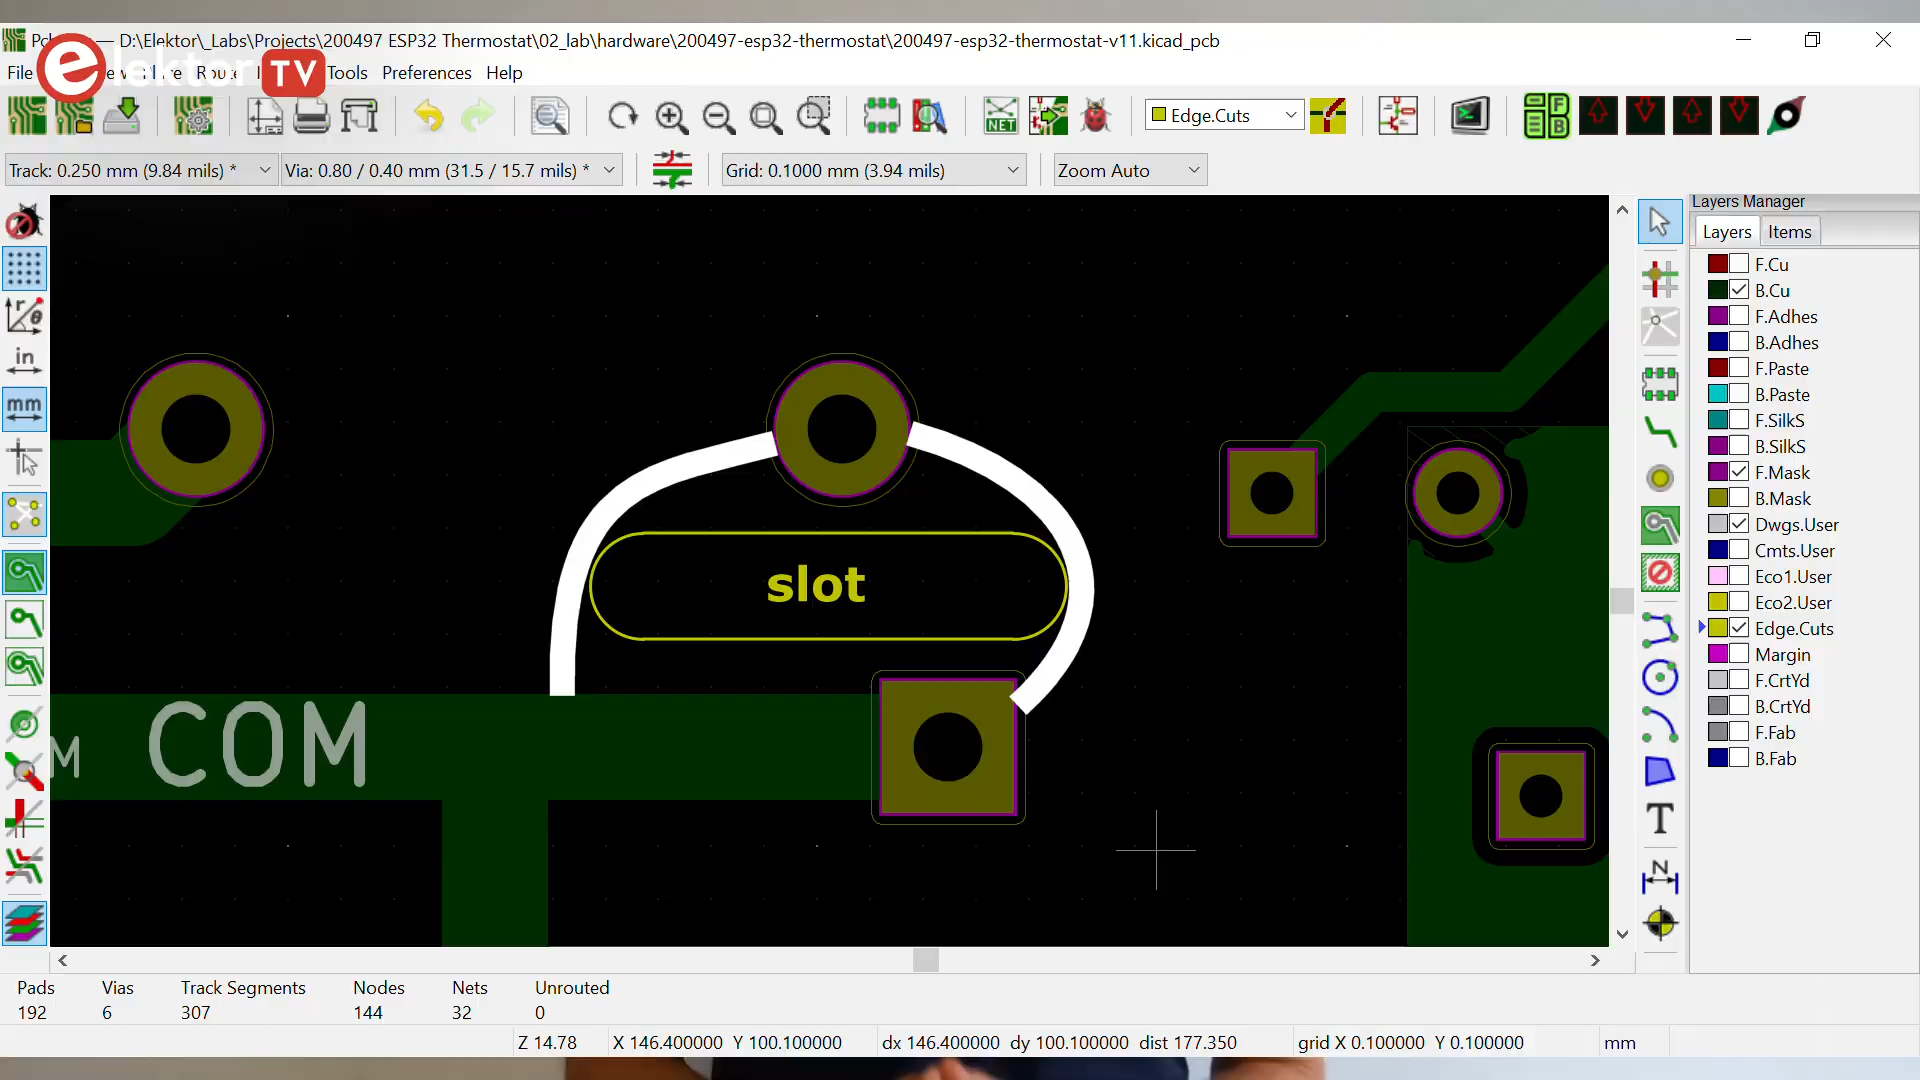 Pc — D:\Elektor\_Labs\Projects\200497 ESP32 Thermostat\02_lab\hardware\200497-esp32-thermostat\200497-esp32-thermostat-v11.kicad_pcb
elektor TV
File Place Route Tools Preferences Help
NET Edge.Cuts F B
Track: 0.250 mm (9.84 mils) * Via: 0.80 / 0.40 mm (31.5 / 15.7 mils) * Grid: 0.1000 mm (3.94 mils) Zoom Auto
Layers Manager
Layers Items
F.Cu
B.Cu
F.Adhes
B.Adhes
F.Paste
B.Paste
F.SilkS
B.SilkS
F.Mask
B.Mask
Dwgs.User
Cmts.User
Eco1.User
Eco2.User
Edge.Cuts
Margin
F.CrtYd
B.CrtYd
F.Fab
B.Fab
in
mm
slot
M COM
T
N
Pads Vias Track Segments Nodes Nets Unrouted
192 6 307 144 32 0
Z 14.78 X 146.400000 Y 100.100000 dx 146.400000 dy 100.100000 dist 177.350 grid X 0.100000 Y 0.100000 mm